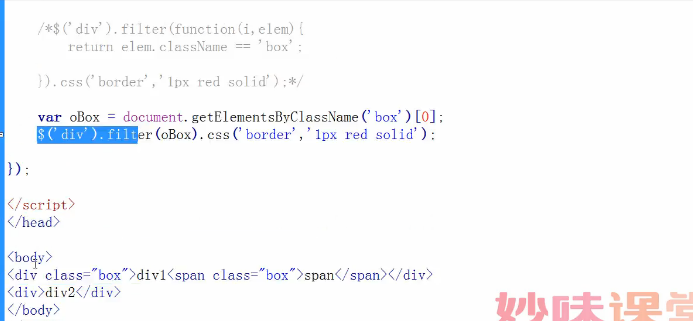 /*$('div').filter(function(i,elem){
return elem.className == 'box';
}).css('border','1px red solid');*/
var oBox = document.getElementsByClassName('box')[0];
$('div').filter(oBox).css('border','1px red solid');
});
</script>
</head>
<body>
<div class="box">div1<span class="box">span</span></div>
<div>div2</div>
</body>
妙味课堂